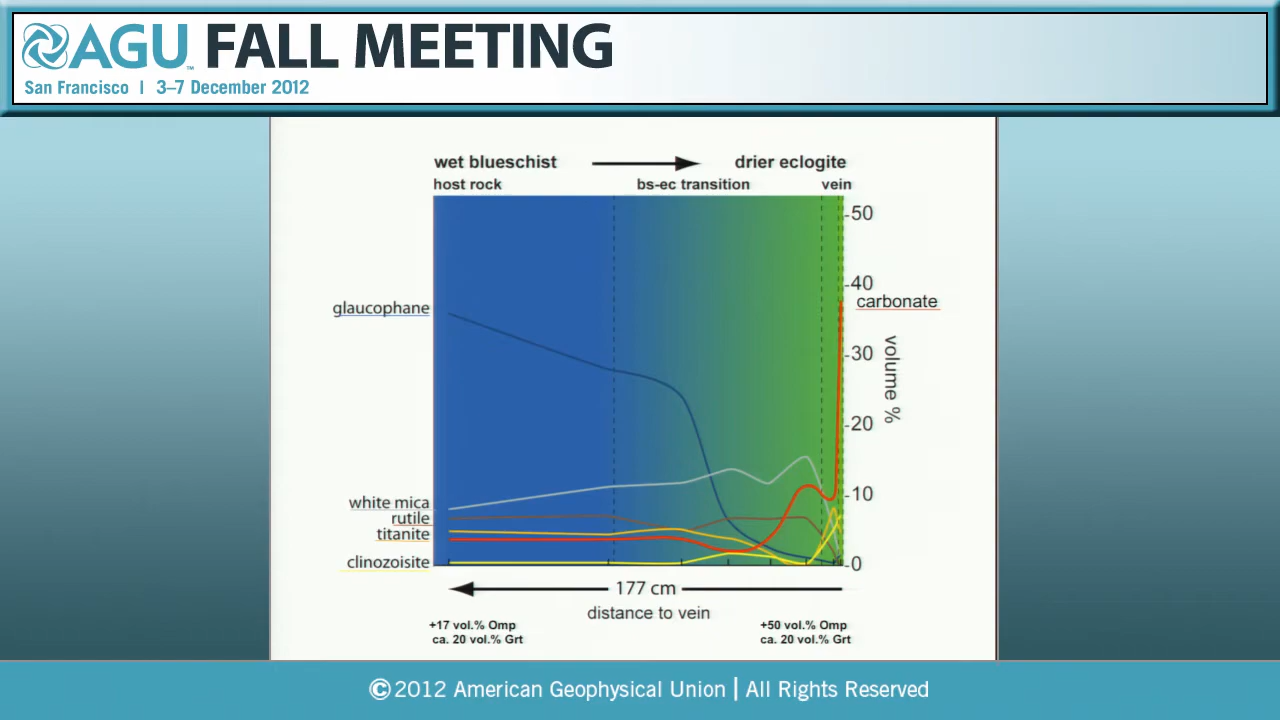 AGU™ FALL MEETING
San Francisco | 3–7 December 2012
wet blueschist drier eclogite
host rock bs-ec transition vein
50
40
glaucophane
carbonate
30
volume %
20
10
white mica
rutile
titanite
clinozoisite
0
177 cm
distance to vein
+17 vol.% Omp
ca. 20 vol.% Grt
+50 vol.% Omp
ca. 20 vol.% Grt
©2012 American Geophysical Union | All Rights Reserved